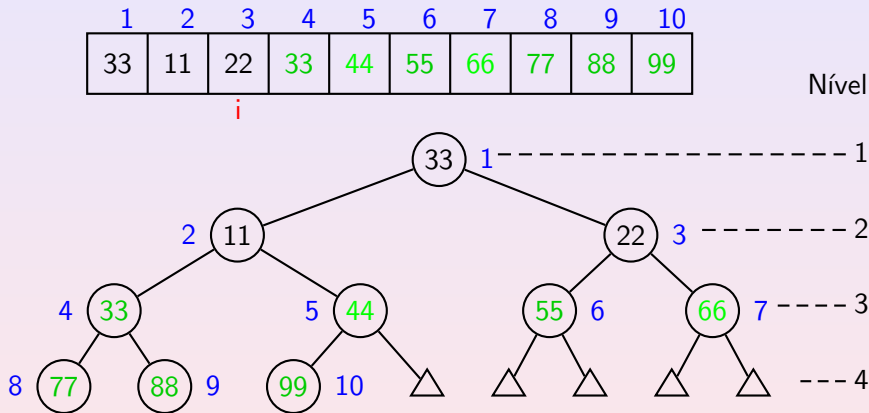 1 2 3 4 5 6 7 8 9 10
33 11 22 33 44 55 66 77 88 99
Nível
i
33 1 1
2 11 22 3 2
4 33 5 44 55 6 66 7 3
8 77 88 9 99 10 4